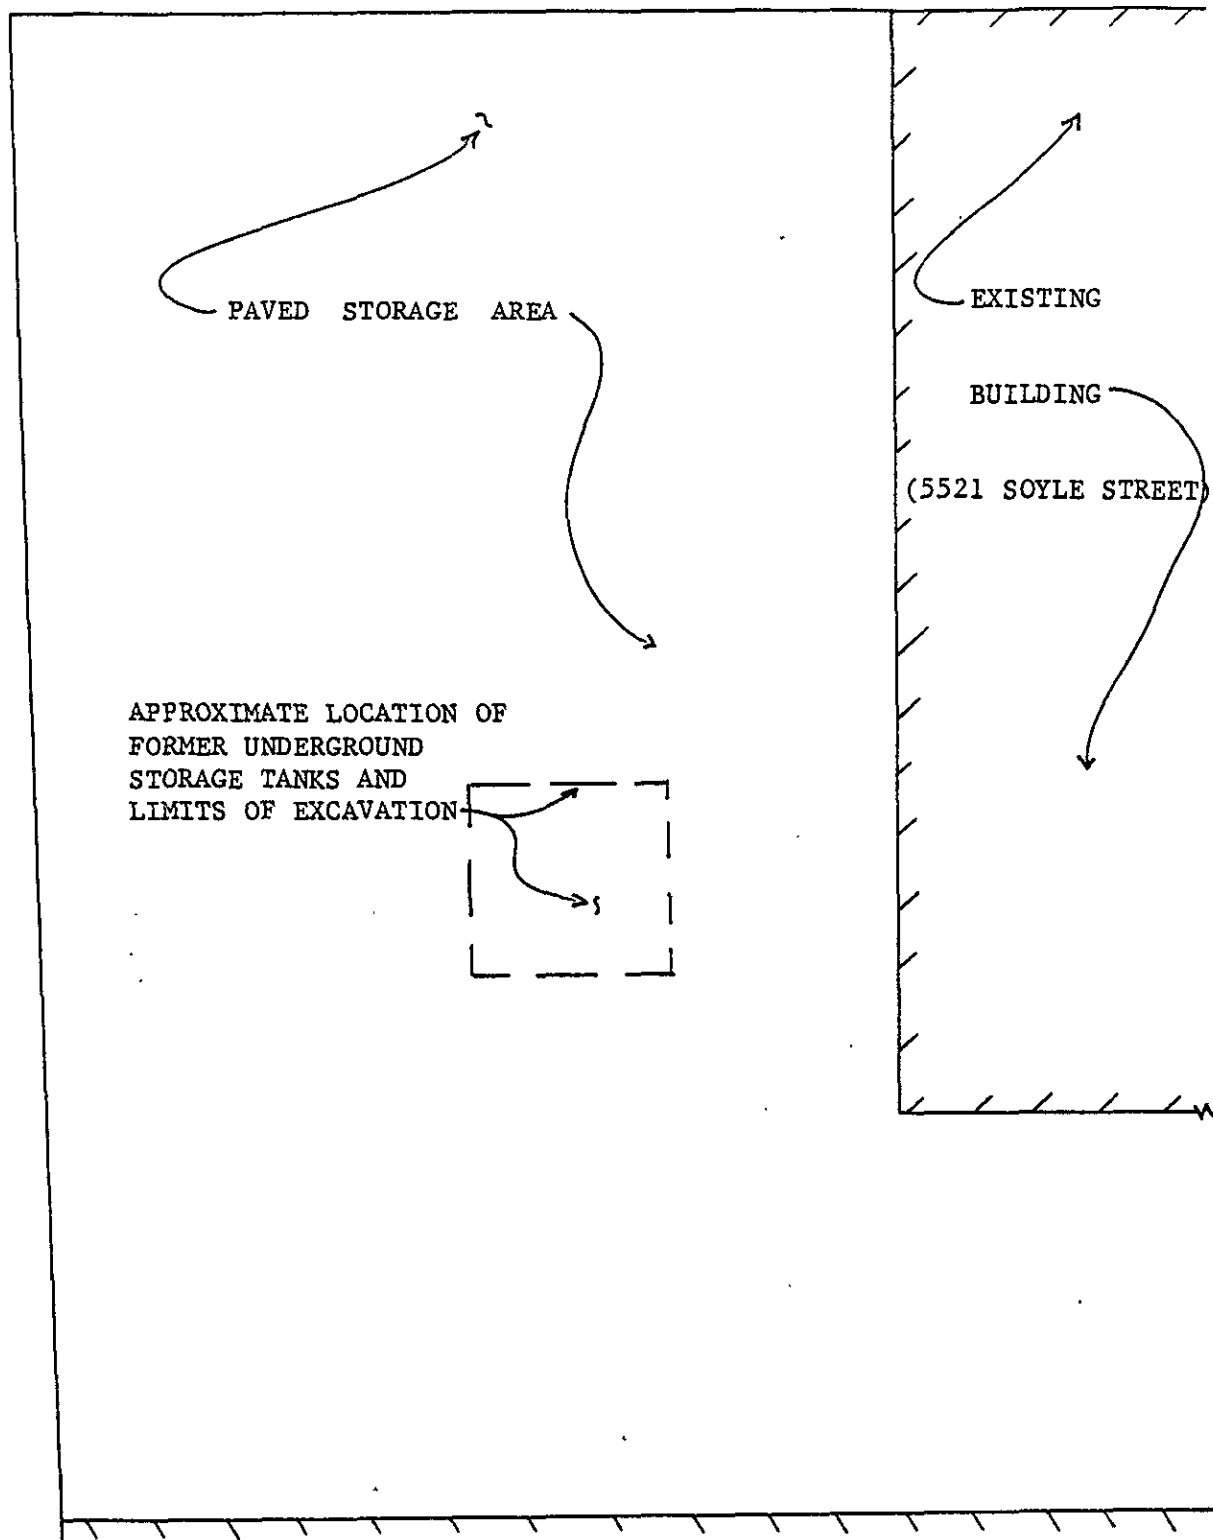 PAVED STORAGE AREA
EXISTING
BUILDING
(5521 SOYLE STREET)
APPROXIMATE LOCATION OF
FORMER UNDERGROUND
STORAGE TANKS AND
LIMITS OF EXCAVATION